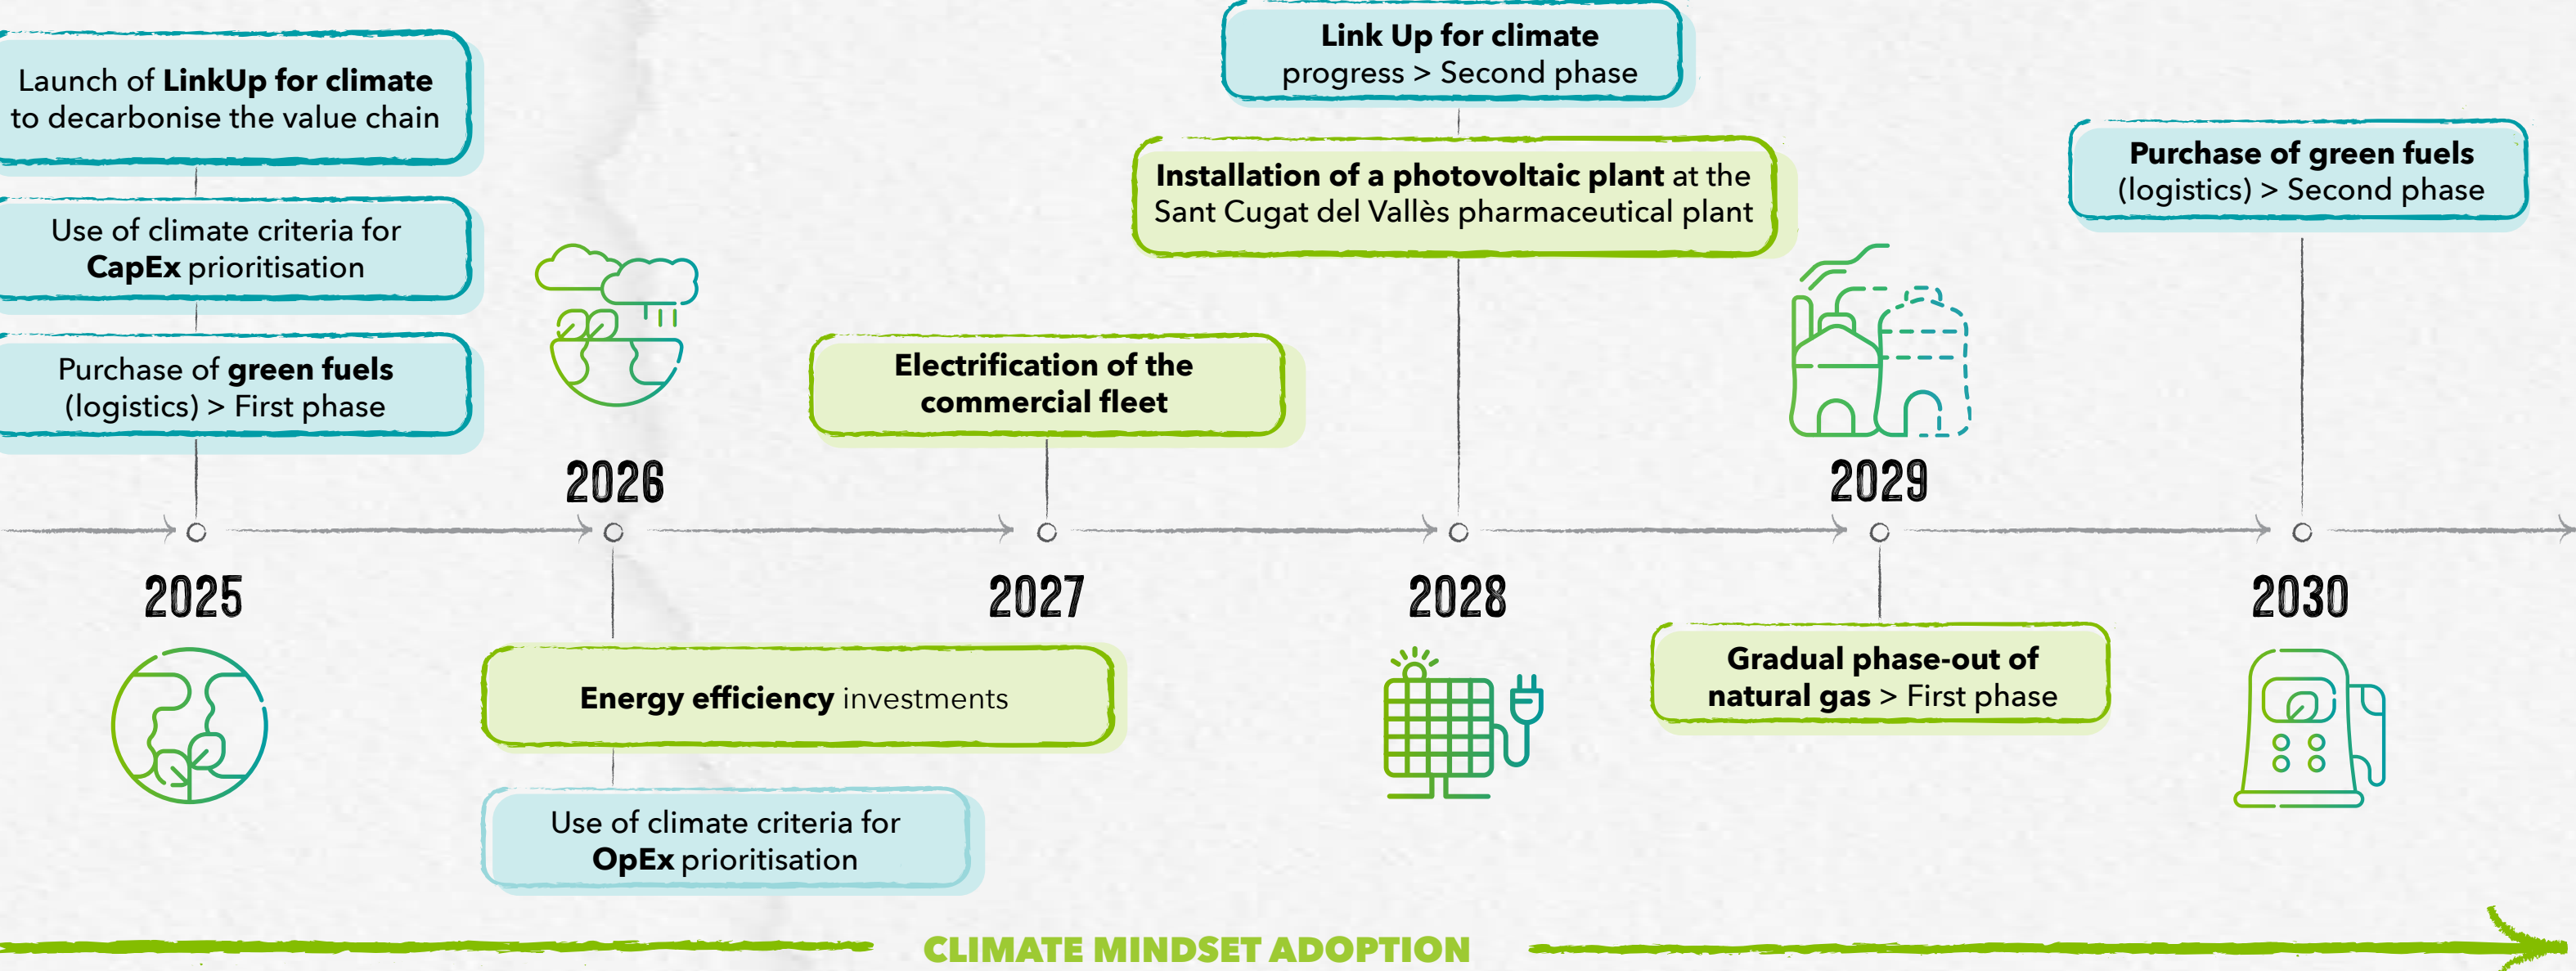 Launch of LinkUp for climate
to decarbonise the value chain
Use of climate criteria for
CapEx prioritisation
Purchase of green fuels
(logistics) > First phase
2025
2026
Energy efficiency investments
Use of climate criteria for
OpEx prioritisation
Electrification of the
commercial fleet
2027
Link Up for climate
progress > Second phase
Installation of a photovoltaic plant at the
Sant Cugat del Vallès pharmaceutical plant
2028
2029
Gradual phase-out of
natural gas > First phase
Purchase of green fuels
(logistics) > Second phase
2030
CLIMATE MINDSET ADOPTION